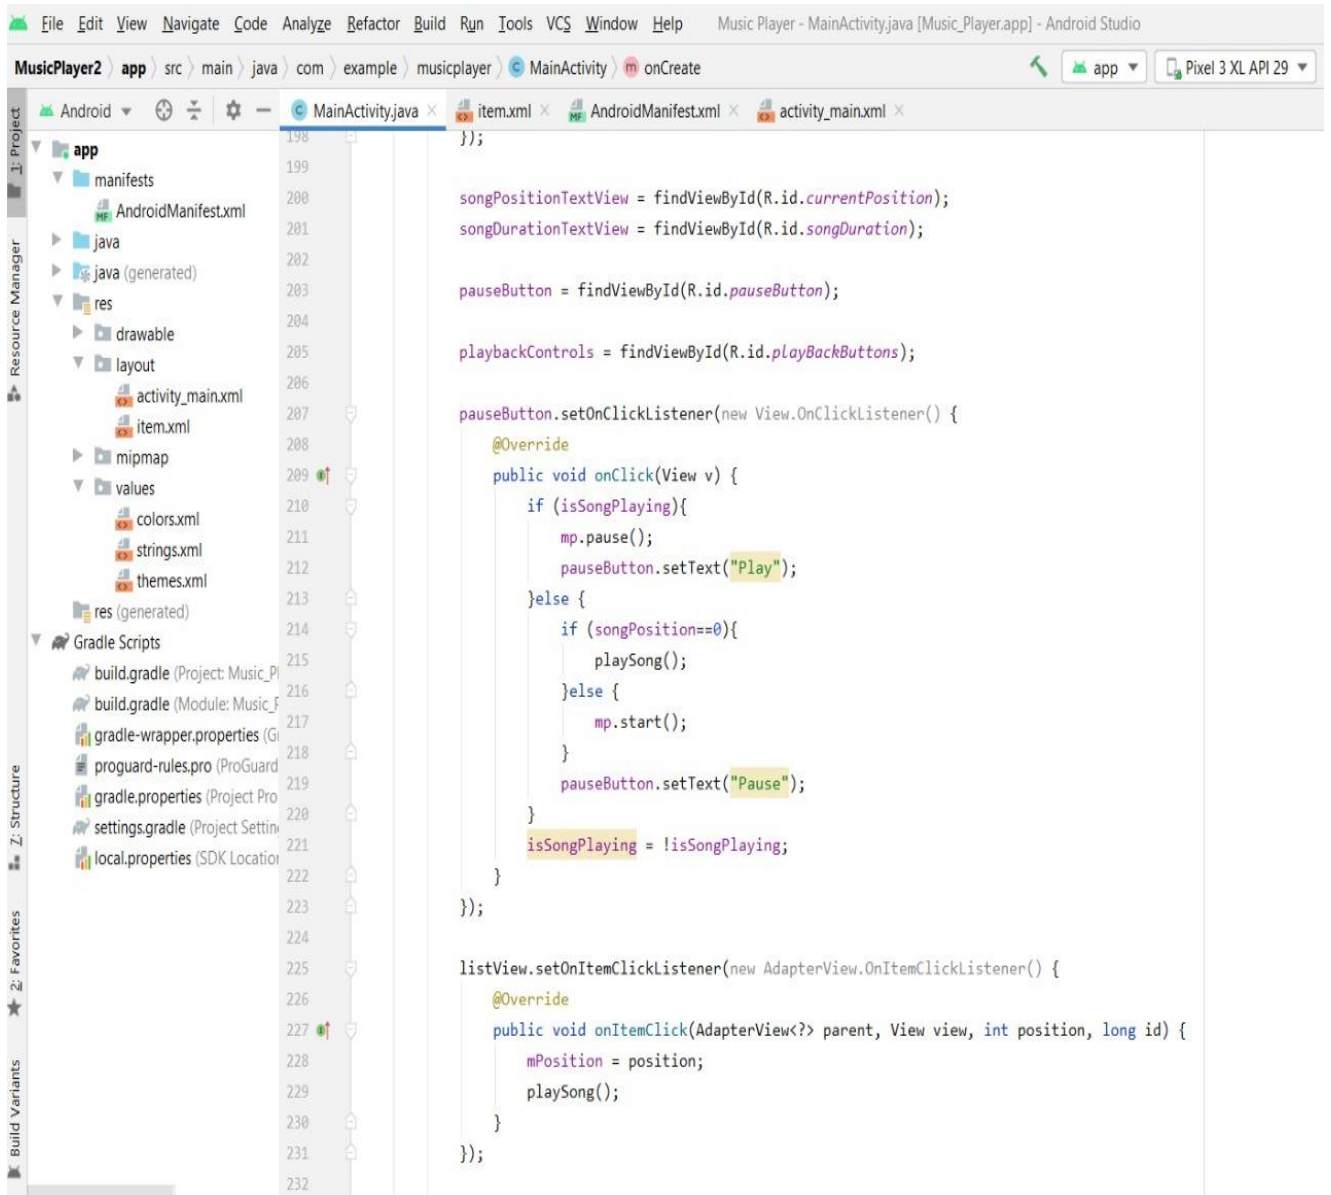 File Edit View Navigate Code Analyze Refactor Build Run Tools VCS Window Help Music Player - MainActivity.java [Music_Player.app] - Android Studio
MusicPlayer2 app src main java com example musicplayer C MainActivity m onCreate app Pixel 3 XL API 29
Android MainActivity.java item.xml AndroidManifest.xml activity_main.xml
1: Project
Resource Manager
Z: Structure
2: Favorites
Build Variants
app
manifests
AndroidManifest.xml
java
java (generated)
res
drawable
layout
activity_main.xml
item.xml
mipmap
values
colors.xml
strings.xml
themes.xml
res (generated)
Gradle Scripts
build.gradle (Project: Music_Pl
build.gradle (Module: Music_P
gradle-wrapper.properties (G
proguard-rules.pro (ProGuard
gradle.properties (Project Pro
settings.gradle (Project Settin
local.properties (SDK Location
198 });
199
200 songPositionTextView = findViewById(R.id.currentPosition);
201 songDurationTextView = findViewById(R.id.songDuration);
202
203 pauseButton = findViewById(R.id.pauseButton);
204
205 playbackControls = findViewById(R.id.playBackButtons);
206
207 pauseButton.setOnClickListener(new View.OnClickListener() {
208 @Override
209 public void onClick(View v) {
210 if (isSongPlaying){
211 mp.pause();
212 pauseButton.setText("Play");
213 }else {
214 if (songPosition==0){
215 playSong();
216 }else {
217 mp.start();
218 }
219 pauseButton.setText("Pause");
220 }
221 isSongPlaying = !isSongPlaying;
222 }
223 });
224
225 listView.setOnItemClickListener(new AdapterView.OnItemClickListener() {
226 @Override
227 public void onItemClick(AdapterView<?> parent, View view, int position, long id) {
228 mPosition = position;
229 playSong();
230 }
231 });
232